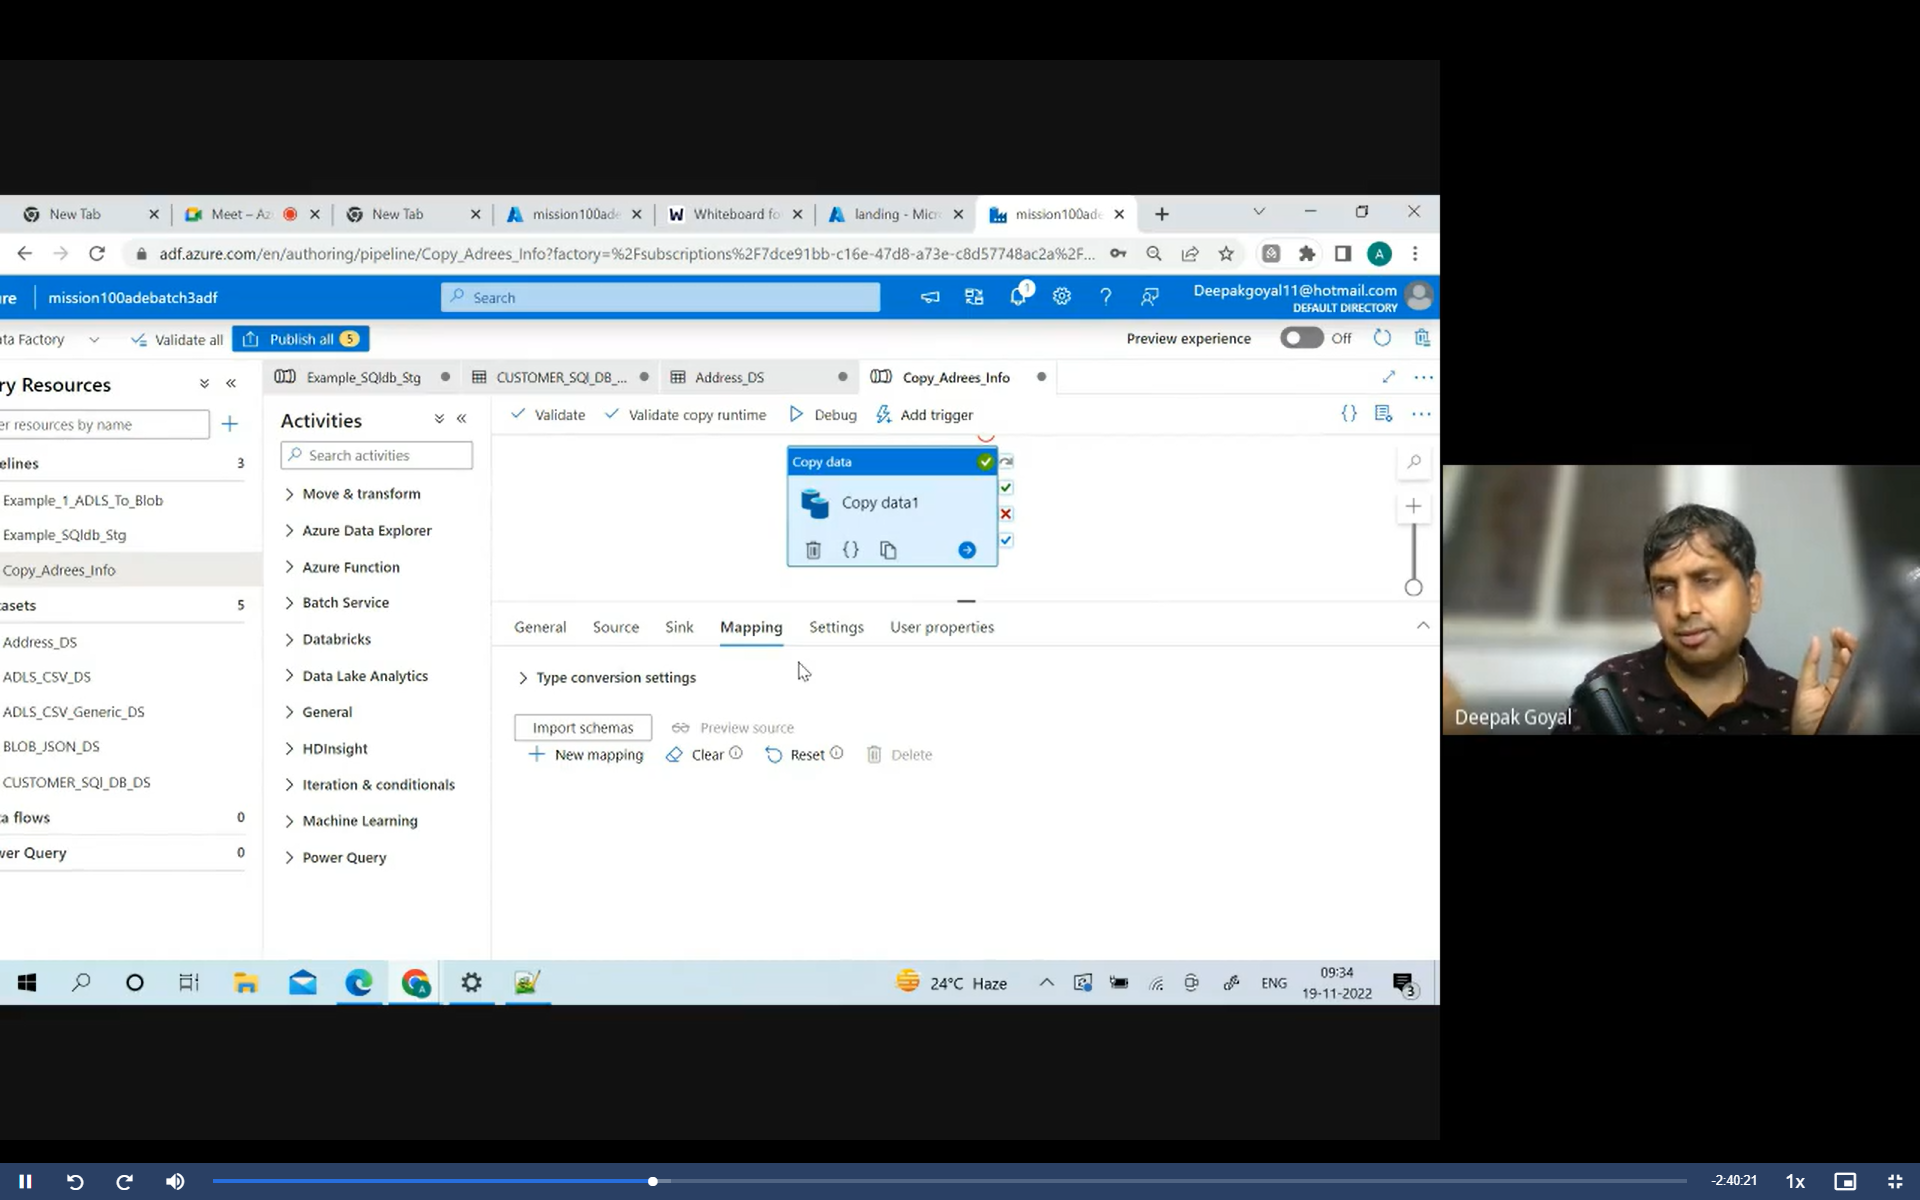 New Tab
Meet – Az
New Tab
mission100ade
Whiteboard fo
landing - Micr
mission100ade
adf.azure.com/en/authoring/pipeline/Copy_Adrees_Info?factory=%2Fsubscriptions%2F7dce91bb-c16e-47d8-a73e-c8d57748ac2a%2F...
A
re
mission100adebatch3adf
Search
1
Deepakgoyal11@hotmail.com
DEFAULT DIRECTORY
ta Factory
Validate all
Publish all 5
Preview experience
Off
ry Resources
er resources by name
elines 3
Example_1_ADLS_To_Blob
Example_SQldb_Stg
Copy_Adrees_Info
asets 5
Address_DS
ADLS_CSV_DS
ADLS_CSV_Generic_DS
BLOB_JSON_DS
CUSTOMER_SQl_DB_DS
a flows 0
wer Query 0
Example_SQldb_Stg
CUSTOMER_SQl_DB_...
Address_DS
Copy_Adrees_Info
Activities
Search activities
Move & transform
Azure Data Explorer
Azure Function
Batch Service
Databricks
Data Lake Analytics
General
HDInsight
Iteration & conditionals
Machine Learning
Power Query
Validate
Validate copy runtime
Debug
Add trigger
Copy data
Copy data1
General
Source
Sink
Mapping
Settings
User properties
Type conversion settings
Import schemas
Preview source
New mapping
Clear
Reset
Delete
Deepak Goyal
24°C Haze
ENG
09:34
19-11-2022
3
-2:40:21
1x